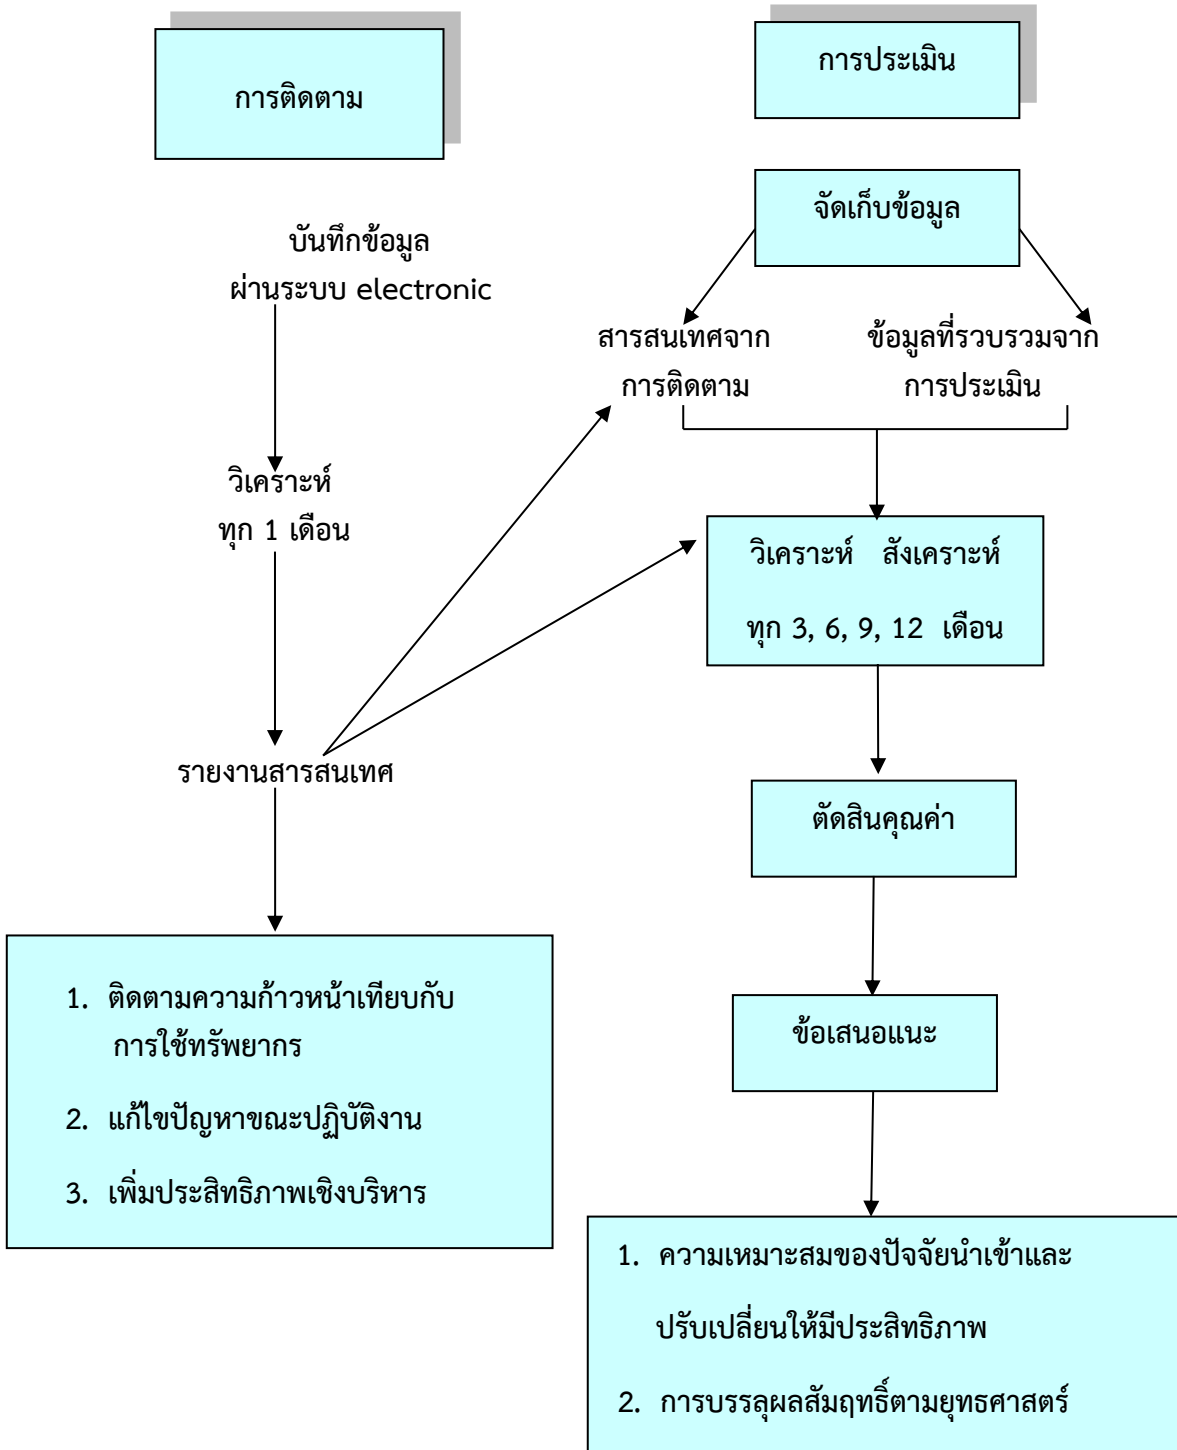 การติดตาม
บันทึกข้อมูล
ผ่านระบบ electronic
วิเคราะห์
ทุก 1 เดือน
รายงานสารสนเทศ
1. ติดตามความก้าวหน้าเทียบกับ
การใช้ทรัพยากร
2. แก้ไขปัญหาขณะปฏิบัติงาน
3. เพิ่มประสิทธิภาพเชิงบริหาร
การประเมิน
จัดเก็บข้อมูล
สารสนเทศจาก
การติดตาม
ข้อมูลที่รวบรวมจาก
การประเมิน
วิเคราะห์ สังเคราะห์
ทุก 3, 6, 9, 12 เดือน
ตัดสินคุณค่า
ข้อเสนอแนะ
1. ความเหมาะสมของปัจจัยนำเข้าและ
ปรับเปลี่ยนให้มีประสิทธิภาพ
2. การบรรลุผลสัมฤทธิ์ตามยุทธศาสตร์